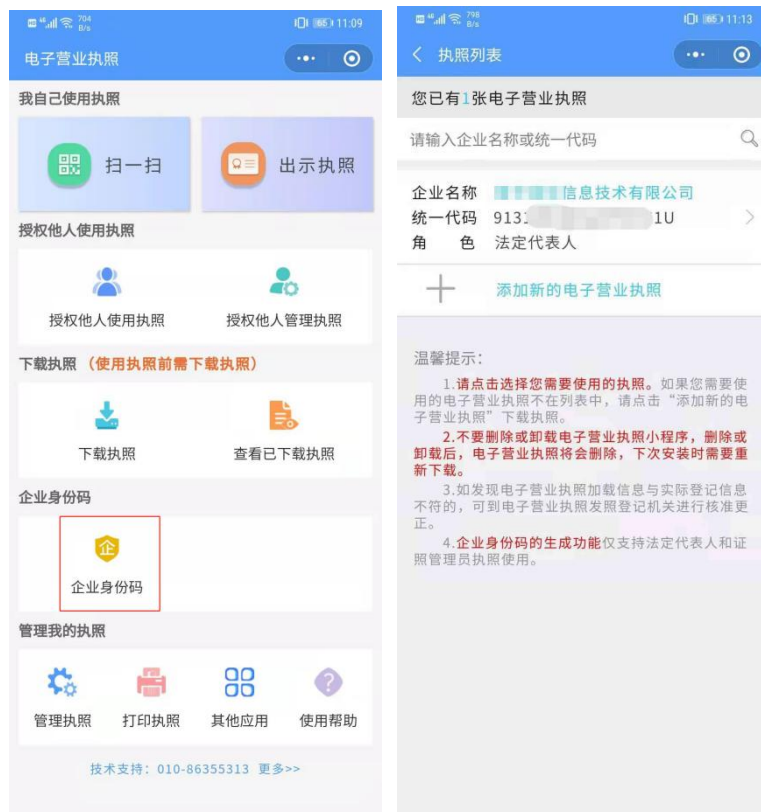 704
B/s
65 11:09
电子营业执照
我自己使用执照
扫一扫
出示执照
授权他人使用执照
授权他人使用执照
授权他人管理执照
下载执照（使用执照前需下载执照）
下载执照
查看已下载执照
企业身份码
企
企业身份码
管理我的执照
管理执照
打印执照
其他应用
使用帮助
技术支持：010-86355313 更多>>
798
B/s
65 11:13
执照列表
您已有1张电子营业执照
请输入企业名称或统一代码
企业名称 信息技术有限公司
统一代码 9131 1U
角 色 法定代表人
添加新的电子营业执照
温馨提示：
1.请点击选择您需要使用的执照。如果您需要使
用的电子营业执照不在列表中，请点击“添加新的电
子营业执照”下载执照。
2.不要删除或卸载电子营业执照小程序，删除或
卸载后，电子营业执照将会删除，下次安装时需要重
新下载。
3.如发现电子营业执照加载信息与实际登记信息
不符的，可到电子营业执照发照登记机关进行核准更
正。
4.企业身份码的生成功能仅支持法定代表人和证
照管理员执照使用。